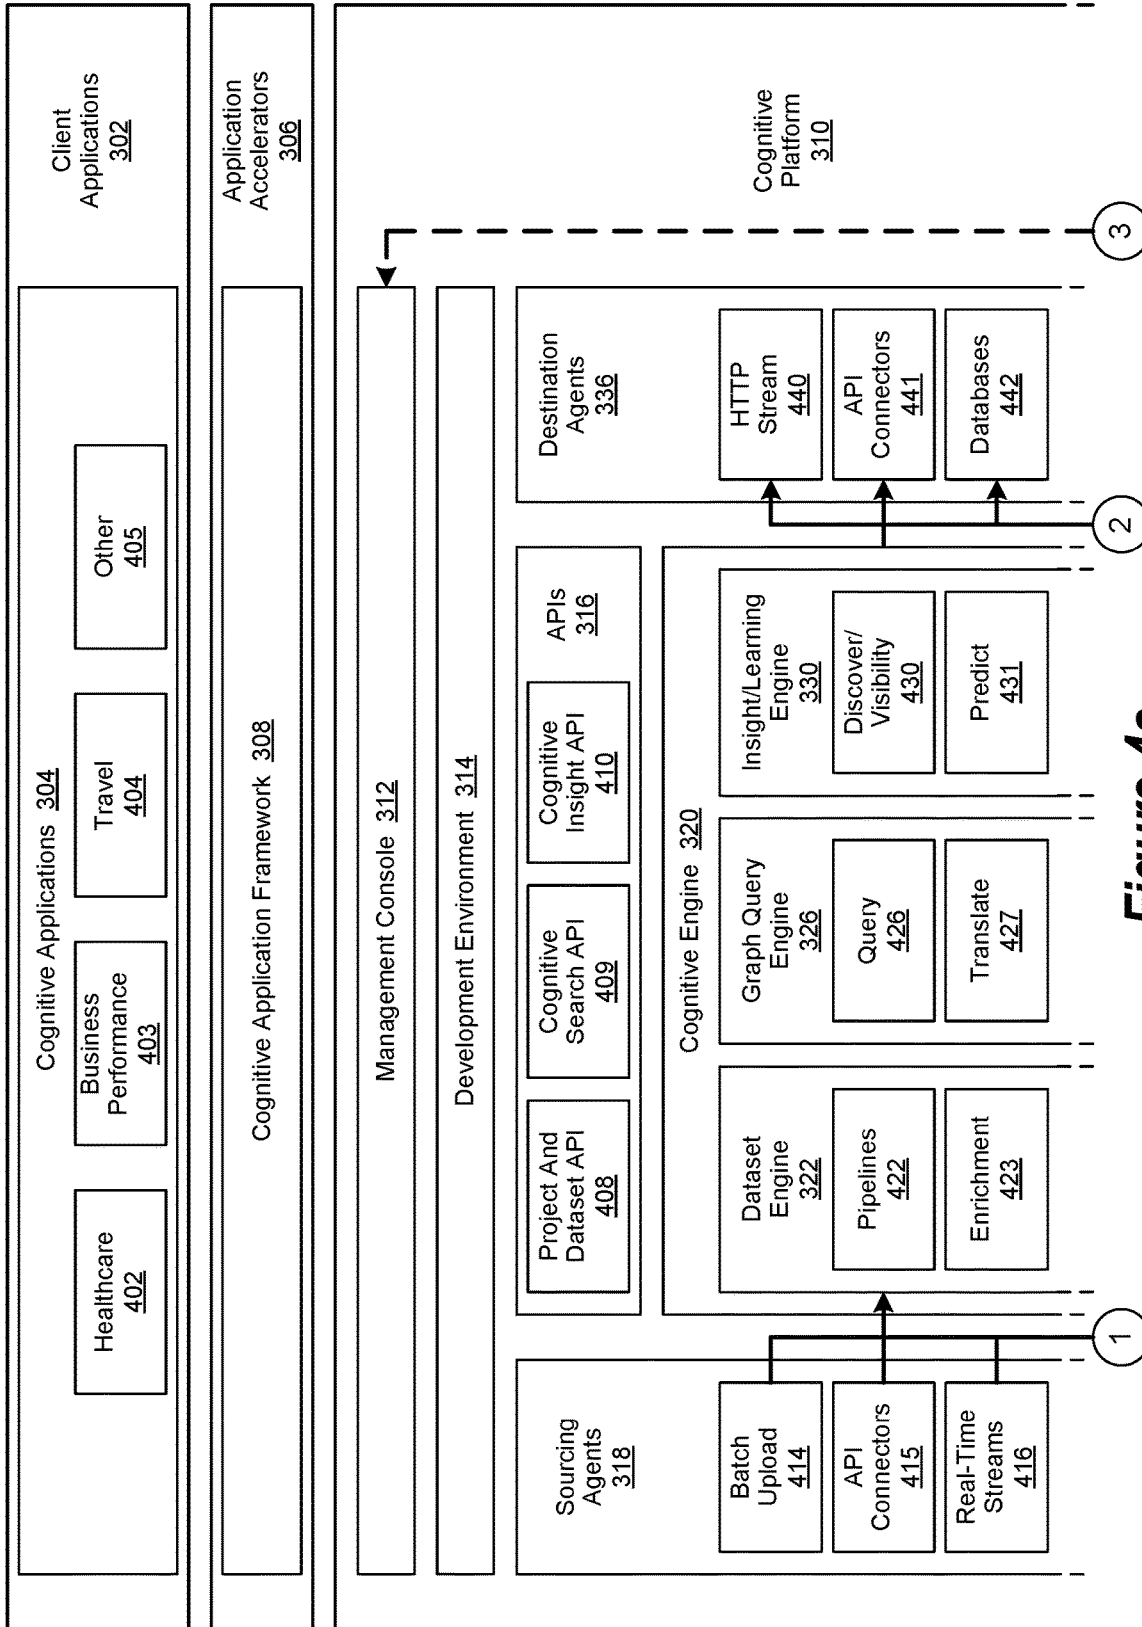 Client
Applications
302
Cognitive Applications 304
Healthcare
402
Business
Performance
403
Travel
404
Other
405
Application
Accelerators
306
Cognitive Application Framework 308
Cognitive
Platform
310
Management Console 312
Development Environment 314
Sourcing
Agents
318
Batch
Upload
414
API
Connectors
415
Real-Time
Streams
416
APIs
316
Project And
Dataset API
408
Cognitive
Search API
409
Cognitive
Insight API
410
Cognitive Engine 320
Dataset
Engine
322
Pipelines
422
Enrichment
423
Graph Query
Engine
326
Query
426
Translate
427
Insight/Learning
Engine
330
Discover/
Visibility
430
Predict
431
Destination
Agents
336
HTTP
Stream
440
API
Connectors
441
Databases
442
1
2
3